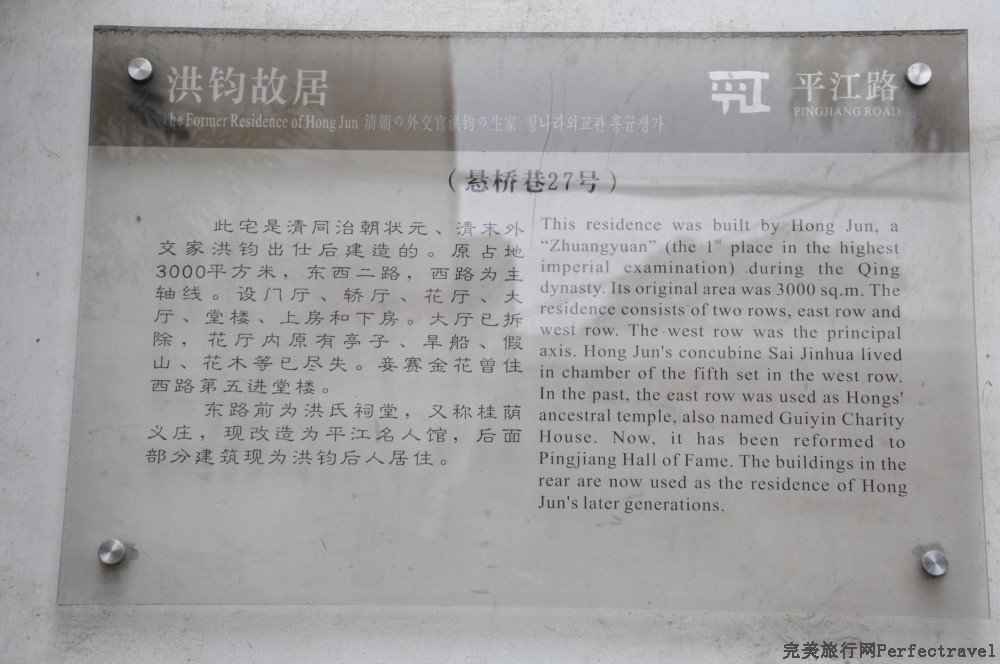 洪钧故居
The Former Residence of Hong Jun 清朝の外交官洪钧の生家 청나라외교관 홍균생가
平江路
PINGJIANG ROAD
（悬桥巷27号）
此宅是清同治朝状元、清末外
交家洪钧出仕后建造的。原占地
3000平方米，东西二路，西路为主
轴线。设门厅、轿厅、花厅、大
厅、堂楼、上房和下房。大厅已拆
除，花厅内原有亭子、旱船、假
山、花木等已尽失。妾赛金花曾住
西路第五进堂楼。
东路前为洪氏祠堂，又称桂荫
义庄，现改造为平江名人馆，后面
部分建筑现为洪钧后人居住。
This residence was built by Hong Jun, a
“Zhuangyuan” (the 1st place in the highest
imperial examination) during the Qing
dynasty. Its original area was 3000 sq.m. The
residence consists of two rows, east row and
west row. The west row was the principal
axis. Hong Jun's concubine Sai Jinhua lived
in chamber of the fifth set in the west row.
In the past, the east row was used as Hongs'
ancestral temple, also named Guiyin Charity
House. Now, it has been reformed to
Pingjiang Hall of Fame. The buildings in the
rear are now used as the residence of Hong
Jun's later generations.
完美旅行网Perfectravel